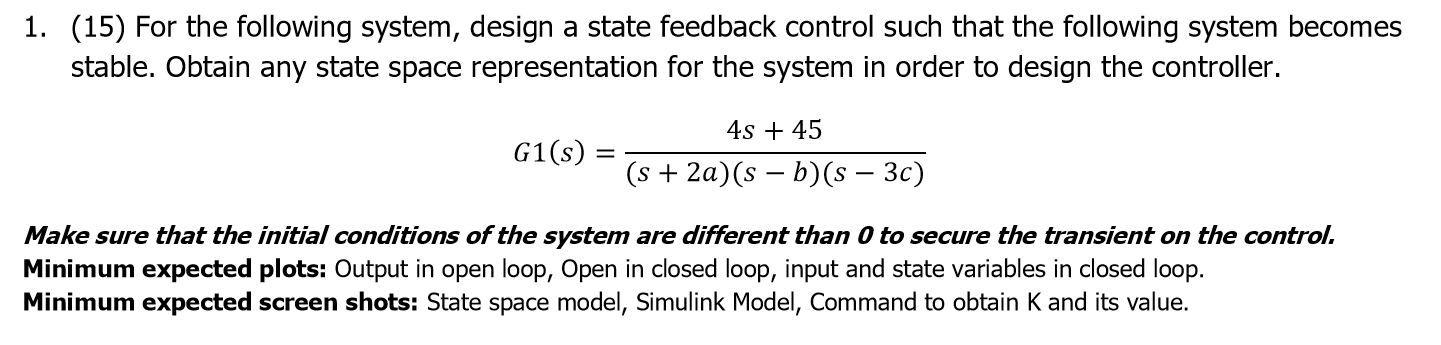 1. (15) For the following system, design a state feedback control such that the following system becomes
stable. Obtain any state space representation for the system in order to design the controller.
G1(s) = (4s + 45) / ((s + 2a)(s − b)(s − 3c))
Make sure that the initial conditions of the system are different than 0 to secure the transient on the control.
Minimum expected plots: Output in open loop, Open in closed loop, input and state variables in closed loop.
Minimum expected screen shots: State space model, Simulink Model, Command to obtain K and its value.